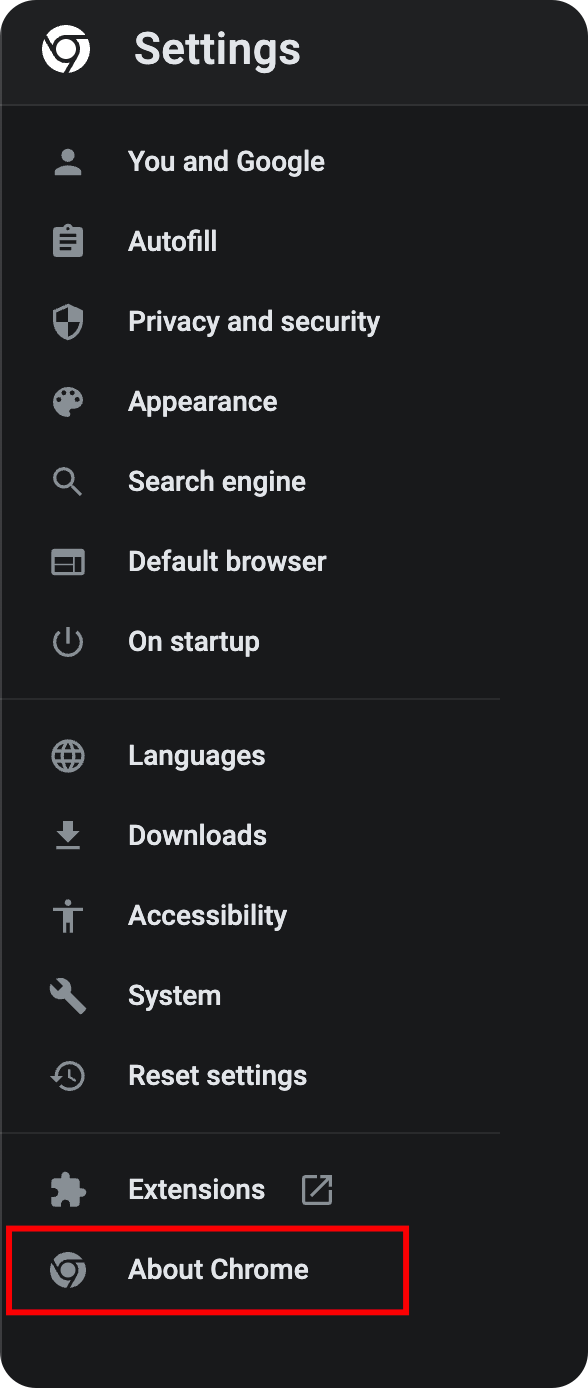 Settings
You and Google
Autofill
Privacy and security
Appearance
Search engine
Default browser
On startup
Languages
Downloads
Accessibility
System
Reset settings
Extensions
About Chrome